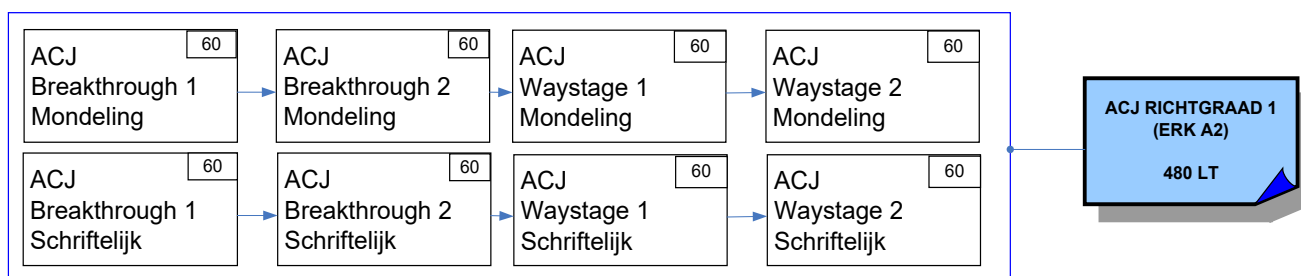 ACJ
60
Breakthrough 1
Mondeling
ACJ
60
Breakthrough 2
Mondeling
ACJ
60
Waystage 1
Mondeling
ACJ
60
Waystage 2
Mondeling
ACJ
60
Breakthrough 1
Schriftelijk
ACJ
60
Breakthrough 2
Schriftelijk
ACJ
60
Waystage 1
Schriftelijk
ACJ
60
Waystage 2
Schriftelijk
ACJ RICHTGRAAD 1
(ERK A2)
480 LT